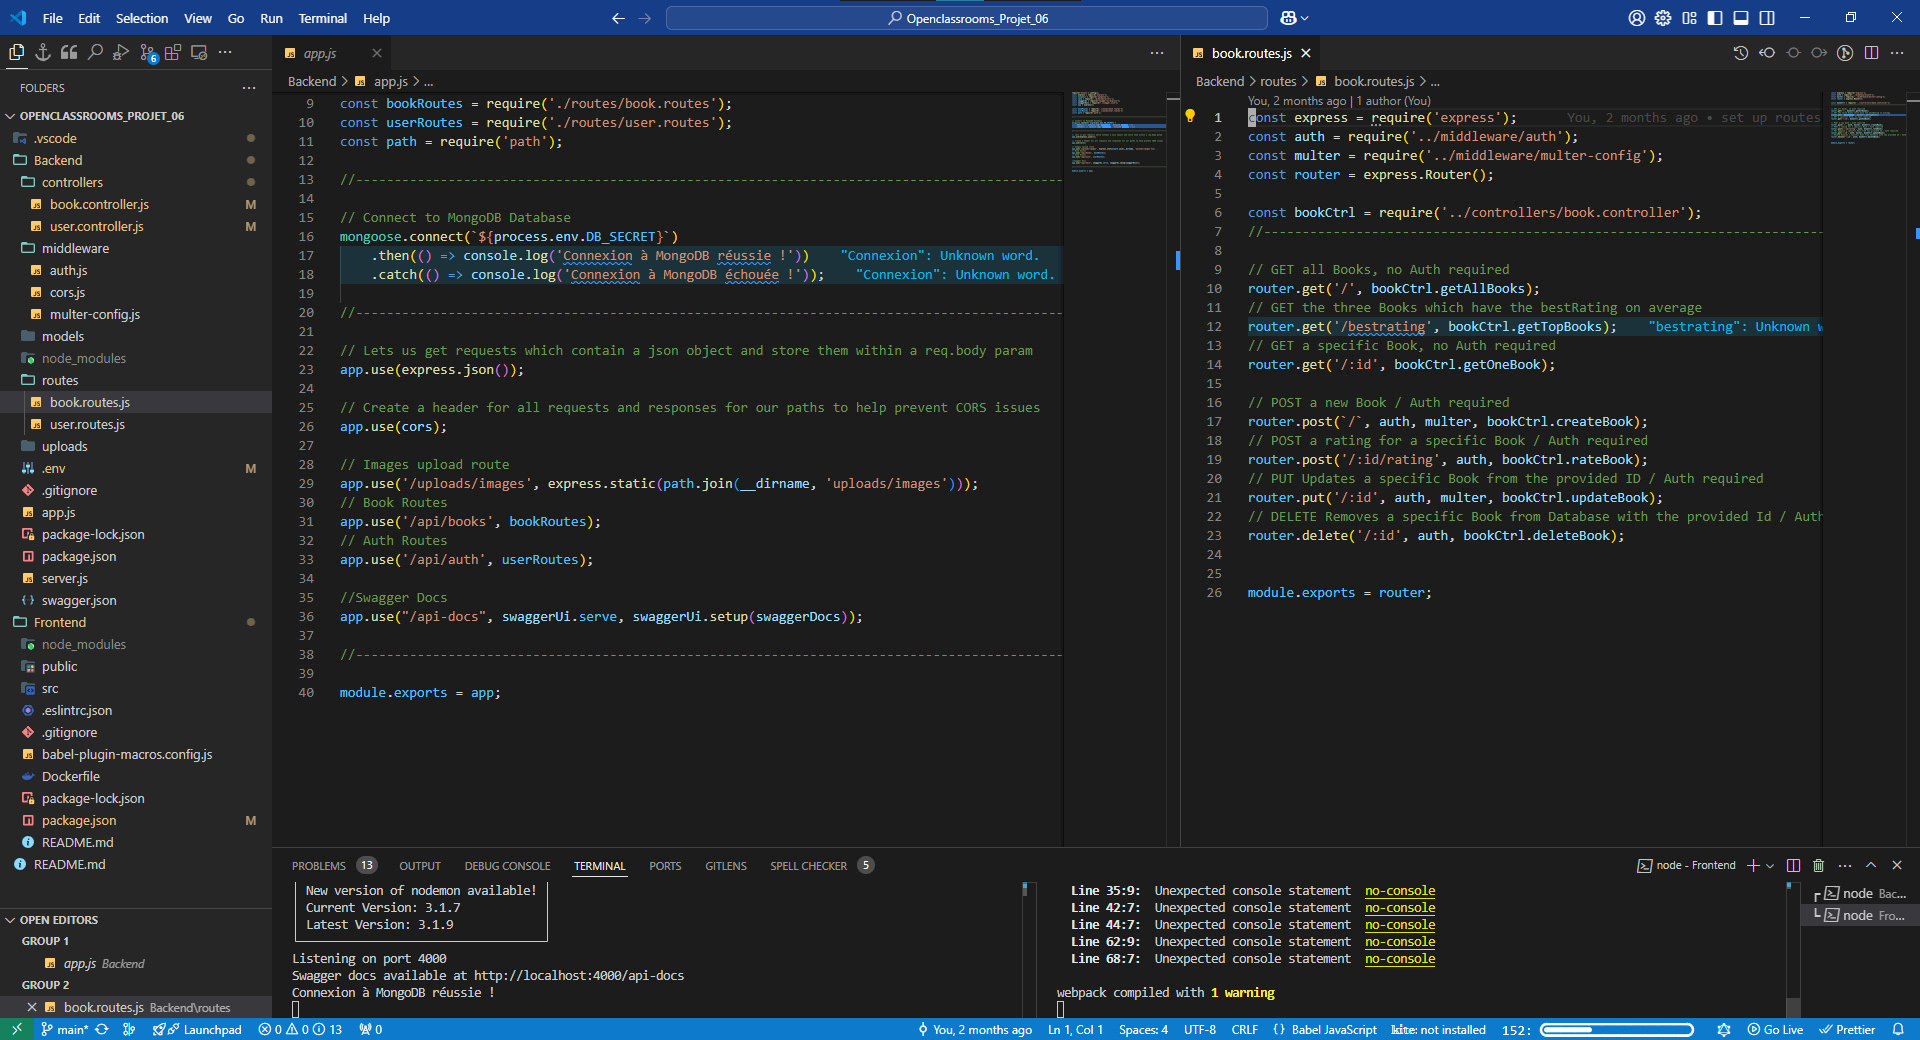 File Edit Selection View Go Run Terminal Help
Openclassrooms_Projet_06
6
FOLDERS
OPENCLASSROOMS_PROJET_06
.vscode
Backend
controllers
book.controller.js M
user.controller.js M
middleware
auth.js
cors.js
multer-config.js
models
node_modules
routes
book.routes.js
user.routes.js
uploads
.env M
.gitignore
app.js
package-lock.json
package.json
server.js
swagger.json
Frontend
node_modules
public
src
.eslintrc.json
.gitignore
babel-plugin-macros.config.js
Dockerfile
package-lock.json
package.json M
README.md
README.md
OPEN EDITORS
GROUP 1
app.js Backend
GROUP 2
book.routes.js Backend\routes
app.js
Backend > app.js > ...
9 const bookRoutes = require('./routes/book.routes');
10 const userRoutes = require('./routes/user.routes');
11 const path = require('path');
12
13 //--------------------------------------------------------------------------------------------
14
15 // Connect to MongoDB Database
16 mongoose.connect(`${process.env.DB_SECRET}`)
17 .then(() => console.log('Connexion à MongoDB réussie !')) "Connexion": Unknown word.
18 .catch(() => console.log('Connexion à MongoDB échouée !')); "Connexion": Unknown word.
19
20 //--------------------------------------------------------------------------------------------
21
22 // Lets us get requests which contain a json object and store them within a req.body param
23 app.use(express.json());
24
25 // Create a header for all requests and responses for our paths to help prevent CORS issues
26 app.use(cors);
27
28 // Images upload route
29 app.use('/uploads/images', express.static(path.join(__dirname, 'uploads/images')));
30 // Book Routes
31 app.use('/api/books', bookRoutes);
32 // Auth Routes
33 app.use('/api/auth', userRoutes);
34
35 //Swagger Docs
36 app.use("/api-docs", swaggerUi.serve, swaggerUi.setup(swaggerDocs));
37
38 //--------------------------------------------------------------------------------------------
39
40 module.exports = app;
book.routes.js
Backend > routes > book.routes.js > ...
You, 2 months ago | 1 author (You)
1 const express = require('express'); You, 2 months ago • set up routes
2 const auth = require('../middleware/auth');
3 const multer = require('../middleware/multer-config');
4 const router = express.Router();
5
6 const bookCtrl = require('../controllers/book.controller');
7 //-------------------------------------------------------------------------
8
9 // GET all Books, no Auth required
10 router.get('/', bookCtrl.getAllBooks);
11 // GET the three Books which have the bestRating on average
12 router.get('/bestrating', bookCtrl.getTopBooks); "bestrating": Unknown w
13 // GET a specific Book, no Auth required
14 router.get('/:id', bookCtrl.getOneBook);
15
16 // POST a new Book / Auth required
17 router.post(`/`, auth, multer, bookCtrl.createBook);
18 // POST a rating for a specific Book / Auth required
19 router.post('/:id/rating', auth, bookCtrl.rateBook);
20 // PUT Updates a specific Book from the provided ID / Auth required
21 router.put('/:id', auth, multer, bookCtrl.updateBook);
22 // DELETE Removes a specific Book from Database with the provided Id / Auth
23 router.delete('/:id', auth, bookCtrl.deleteBook);
24
25
26 module.exports = router;
PROBLEMS 13 OUTPUT DEBUG CONSOLE TERMINAL PORTS GITLENS SPELL CHECKER 5
node - Frontend
New version of nodemon available!
Current Version: 3.1.7
Latest Version: 3.1.9
Listening on port 4000
Swagger docs available at http://localhost:4000/api-docs
Connexion à MongoDB réussie !
Line 35:9: Unexpected console statement no-console
Line 42:7: Unexpected console statement no-console
Line 44:7: Unexpected console statement no-console
Line 62:9: Unexpected console statement no-console
Line 68:7: Unexpected console statement no-console
webpack compiled with 1 warning
node Bac...
node Fro...
main* Launchpad 0 0 13 0
You, 2 months ago Ln 1, Col 1 Spaces: 4 UTF-8 CRLF {} Babel JavaScript kite: not installed 152: Go Live Prettier